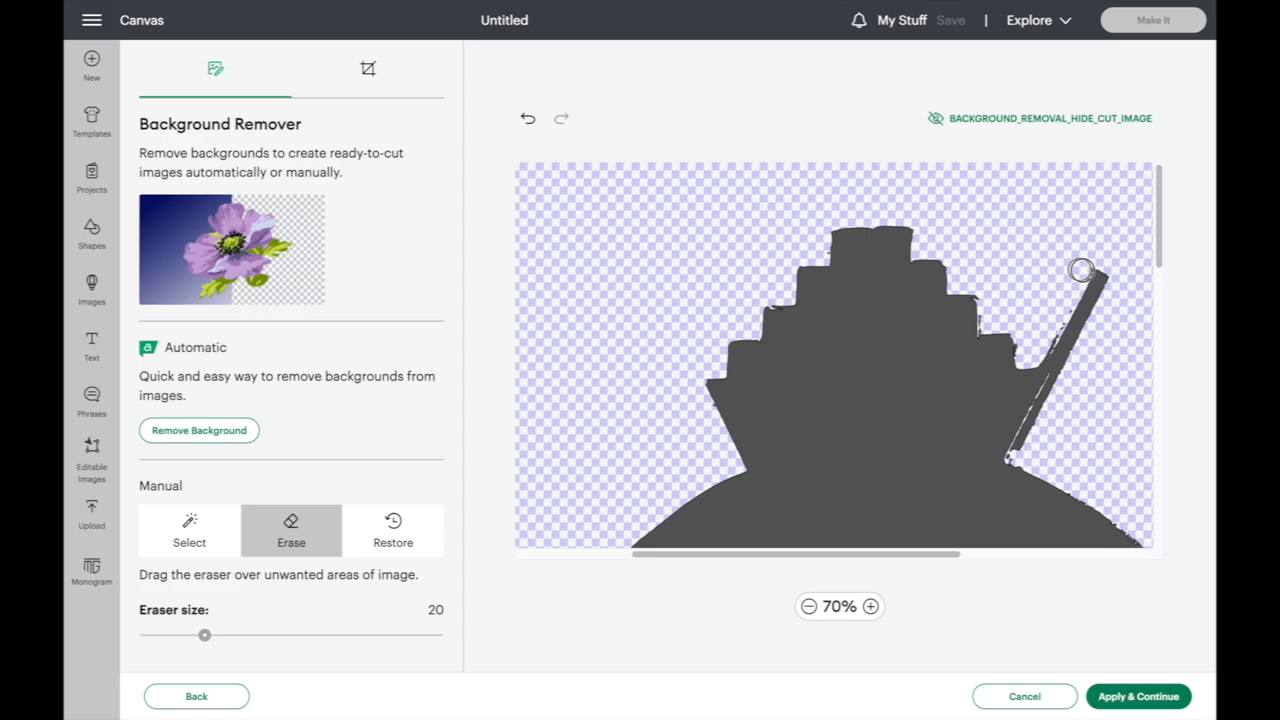 Canvas
Untitled
My Stuff Save | Explore
Make It
New
Templates
Projects
Shapes
Images
Text
Phrases
Editable
Images
Upload
Monogram
Background Remover
Remove backgrounds to create ready-to-cut
images automatically or manually.
a Automatic
Quick and easy way to remove backgrounds from
images.
Remove Background
Manual
Select
Erase
Restore
Drag the eraser over unwanted areas of image.
Eraser size: 20
Back
BACKGROUND_REMOVAL_HIDE_CUT_IMAGE
70%
Cancel
Apply & Continue